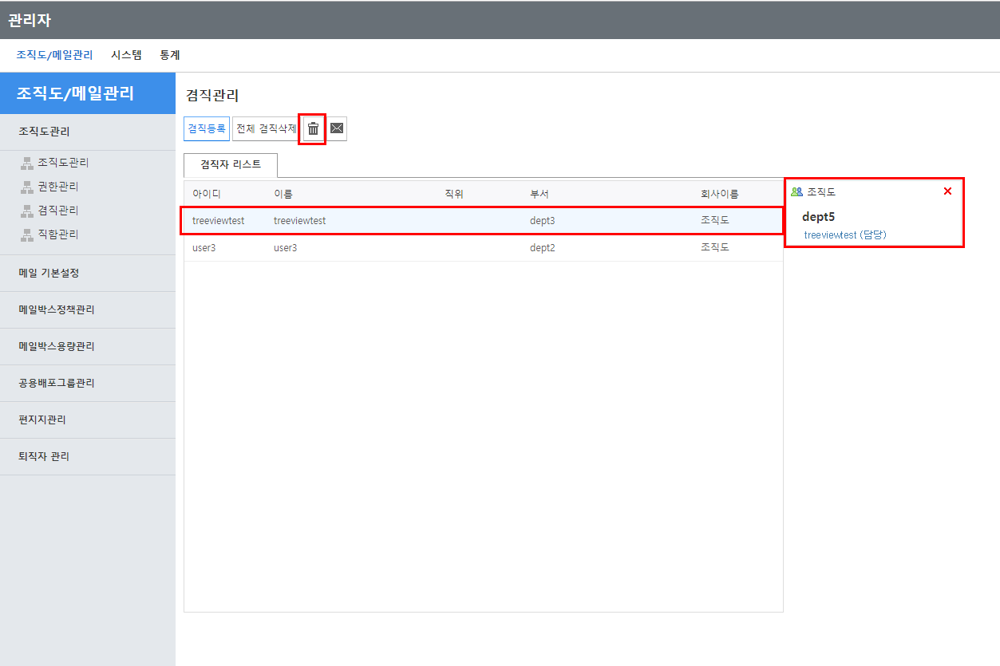 관리자
조직도/메일관리 시스템 통계
조직도/메일관리
조직도관리
조직도관리
권한관리
겸직관리
직함관리
메일 기본설정
메일박스정책관리
메일박스용량관리
공용배포그룹관리
편지지관리
퇴직자 관리
겸직관리
겸직등록 전체 겸직삭제
겸직자 리스트
아이디 이름 직위 부서 회사이름
treeviewtest treeviewtest dept3 조직도
user3 user3 dept2 조직도
조직도
dept5
treeviewtest (담당)